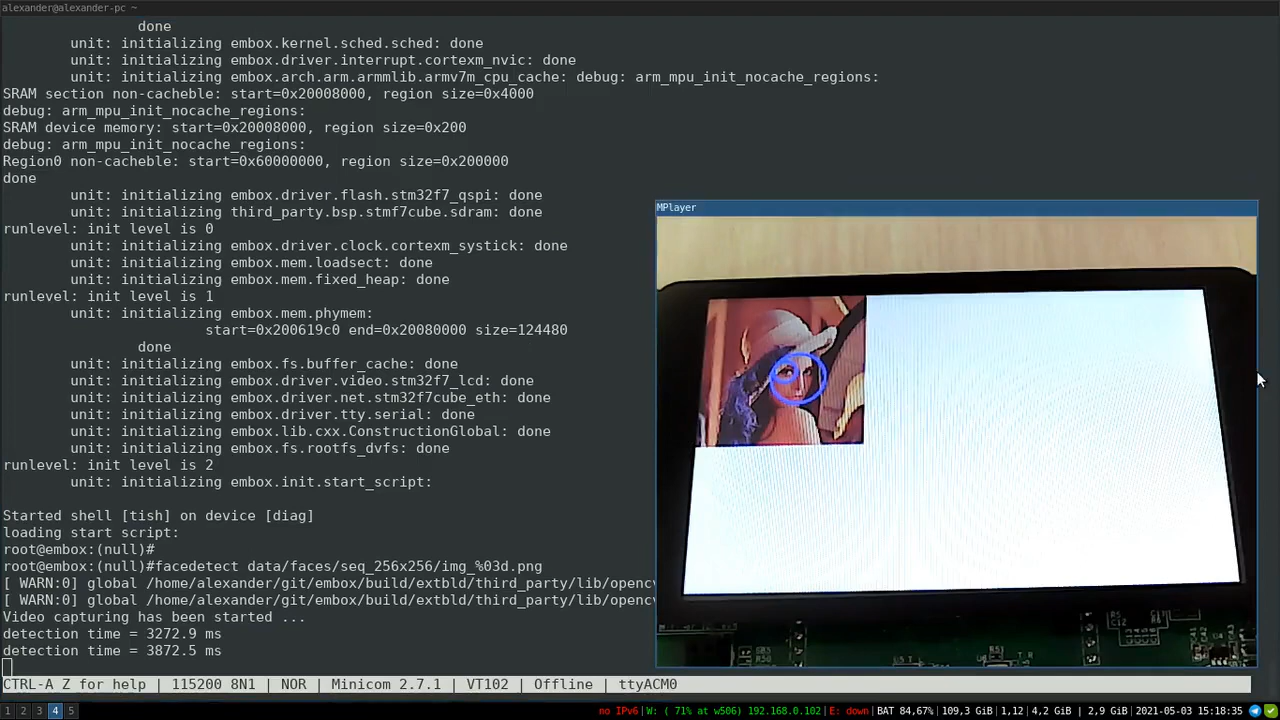 alexander@alexander-pc ~
done
unit: initializing embox.kernel.sched.sched: done
unit: initializing embox.driver.interrupt.cortexm_nvic: done
unit: initializing embox.arch.arm.armmlib.armv7m_cpu_cache: debug: arm_mpu_init_nocache_regions:
SRAM section non-cacheble: start=0x20008000, region size=0x4000
debug: arm_mpu_init_nocache_regions:
SRAM device memory: start=0x20008000, region size=0x200
debug: arm_mpu_init_nocache_regions:
Region0 non-cacheble: start=0x60000000, region size=0x200000
done
unit: initializing embox.driver.flash.stm32f7_qspi: done
unit: initializing third_party.bsp.stmf7cube.sdram: done
runlevel: init level is 0
unit: initializing embox.driver.clock.cortexm_systick: done
unit: initializing embox.mem.loadsect: done
unit: initializing embox.mem.fixed_heap: done
runlevel: init level is 1
unit: initializing embox.mem.phymem:
start=0x200619c0 end=0x20080000 size=124480
done
unit: initializing embox.fs.buffer_cache: done
unit: initializing embox.driver.video.stm32f7_lcd: done
unit: initializing embox.driver.net.stm32f7cube_eth: done
unit: initializing embox.driver.tty.serial: done
unit: initializing embox.lib.cxx.ConstructionGlobal: done
unit: initializing embox.fs.rootfs_dvfs: done
runlevel: init level is 2
unit: initializing embox.init.start_script:
Started shell [tish] on device [diag]
loading start script:
root@embox:(null)#
root@embox:(null)#facedetect data/faces/seq_256x256/img_%03d.png
[ WARN:0] global /home/alexander/git/embox/build/extbld/third_party/lib/opencv
[ WARN:0] global /home/alexander/git/embox/build/extbld/third_party/lib/opencv
Video capturing has been started ...
detection time = 3272.9 ms
detection time = 3872.5 ms
CTRL-A Z for help | 115200 8N1 | NOR | Minicom 2.7.1 | VT102 | Offline | ttyACM0
MPlayer
1 2 3 4 5
no IPv6|W: ( 71% at w506) 192.168.0.102|E: down|BAT 84,67%|109,3 GiB|1,12|4,2 GiB | 2,9 GiB|2021-05-03 15:18:35